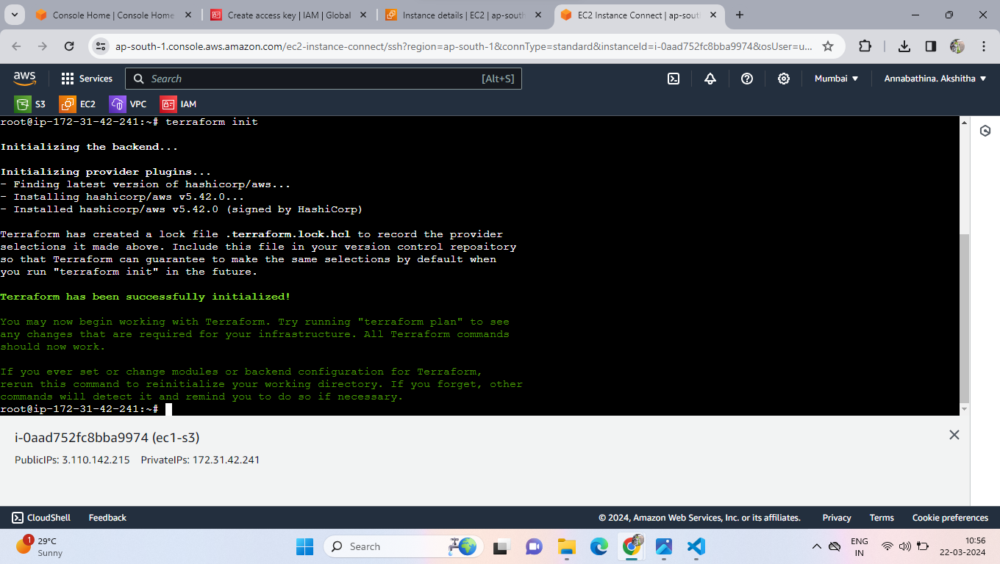 Console Home | Console Home
Create access key | IAM | Global
Instance details | EC2 | ap-sout
EC2 Instance Connect | ap-sout
ap-south-1.console.aws.amazon.com/ec2-instance-connect/ssh?region=ap-south-1&connType=standard&instanceId=i-0aad752fc8bba9974&osUser=u...
aws
Services
Search
[Alt+S]
Mumbai
Annabathina. Akshitha
S3
EC2
VPC
IAM
root@ip-172-31-42-241:~# terraform init
Initializing the backend...
Initializing provider plugins...
- Finding latest version of hashicorp/aws...
- Installing hashicorp/aws v5.42.0...
- Installed hashicorp/aws v5.42.0 (signed by HashiCorp)
Terraform has created a lock file .terraform.lock.hcl to record the provider
selections it made above. Include this file in your version control repository
so that Terraform can guarantee to make the same selections by default when
you run "terraform init" in the future.
Terraform has been successfully initialized!
You may now begin working with Terraform. Try running "terraform plan" to see
any changes that are required for your infrastructure. All Terraform commands
should now work.
If you ever set or change modules or backend configuration for Terraform,
rerun this command to reinitialize your working directory. If you forget, other
commands will detect it and remind you to do so if necessary.
root@ip-172-31-42-241:~#
i-0aad752fc8bba9974 (ec1-s3)
PublicIPs: 3.110.142.215 PrivateIPs: 172.31.42.241
CloudShell
Feedback
© 2024, Amazon Web Services, Inc. or its affiliates.
Privacy
Terms
Cookie preferences
1
29°C
Sunny
Search
ENG
IN
10:56
22-03-2024